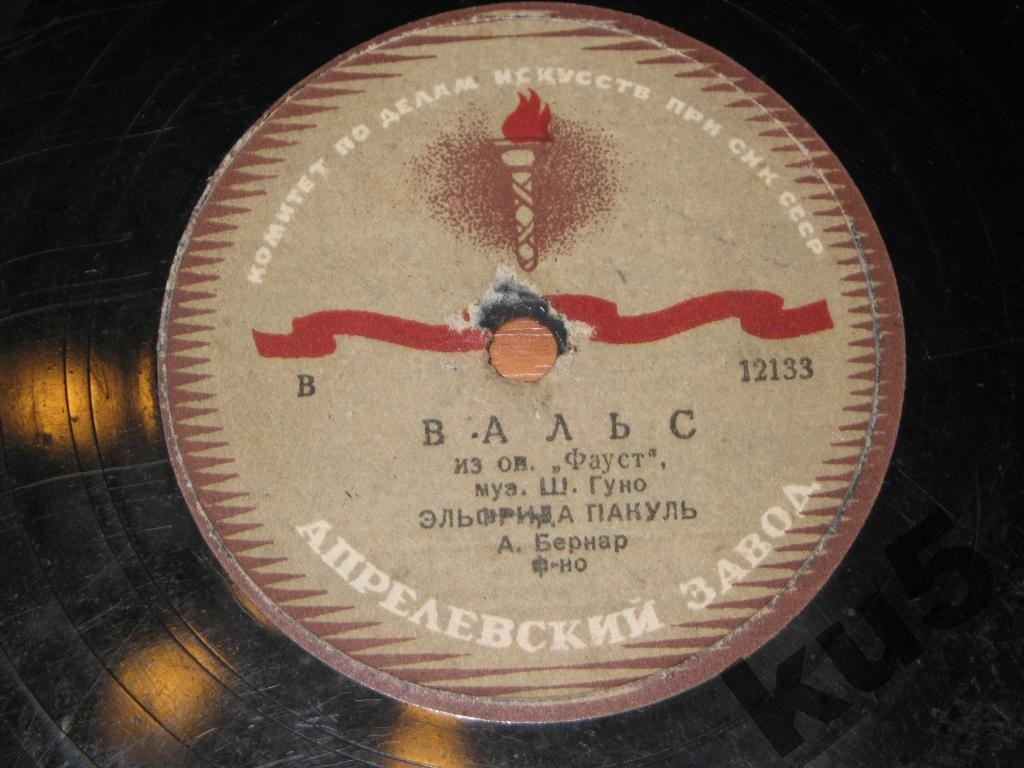 КОМИТЕТ ПО ДЕЛАМ ИСКУССТВ ПРИ СНК СССР
В
12133
ВАЛЬС
из оп. „Фауст“,
муз. Ш. Гуно
ЭЛЬФРИДА ПАКУЛЬ
А. Бернар
ф-но
АПРЕЛЕВСКИЙ ЗАВОД
ku5